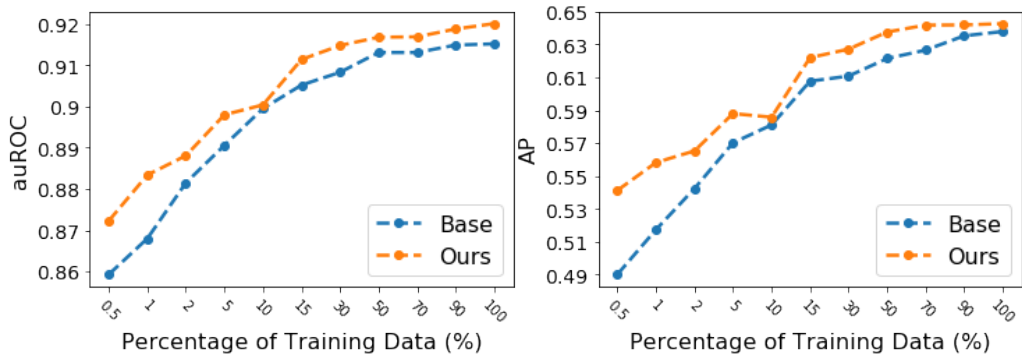 auROC
0.92
0.91
0.9
0.89
0.88
0.87
0.86
Base
Ours
0.5 1 2 5 10 15 30 50 70 90 100
Percentage of Training Data (%)
AP
0.65
0.63
0.61
0.59
0.57
0.55
0.53
0.51
0.49
Base
Ours
0.5 1 2 5 10 15 30 50 70 90 100
Percentage of Training Data (%)